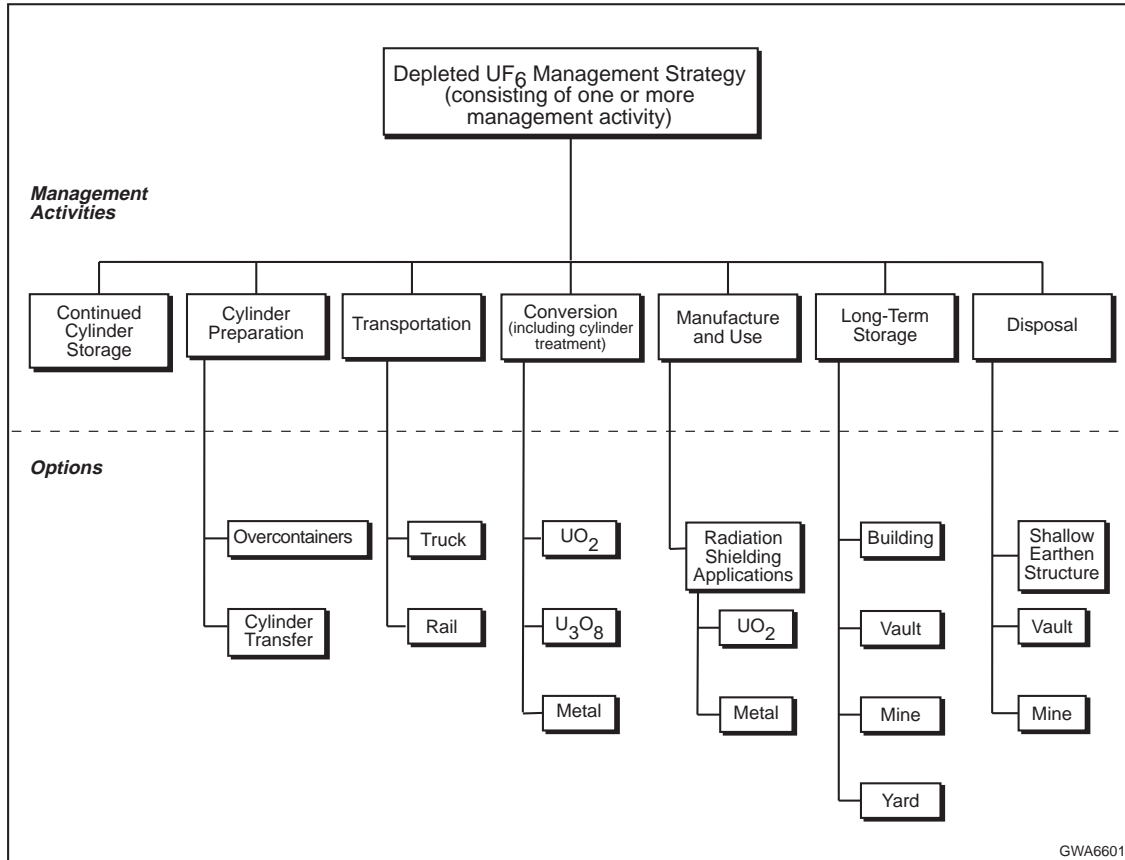 Depleted UF6 Management Strategy
(consisting of one or more
management activity)
Management
Activities
Continued
Cylinder
Storage
Cylinder
Preparation
Transportation
Conversion
(including cylinder
treatment)
Manufacture
and Use
Long-Term
Storage
Disposal
Options
Overcontainers
Cylinder
Transfer
Truck
Rail
UO2
U3O8
Metal
Radiation
Shielding
Applications
UO2
Metal
Building
Vault
Mine
Yard
Shallow
Earthen
Structure
Vault
Mine
GWA6601